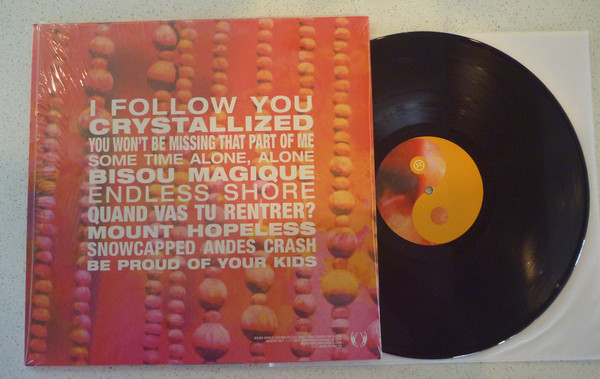 I FOLLOW YOU
CRYSTALLIZED
YOU WON'T BE MISSING THAT PART OF ME
SOME TIME ALONE, ALONE
BISOU MAGIQUE
ENDLESS SHORE
QUAND VAS TU RENTRER?
MOUNT HOPELESS
SNOWCAPPED ANDES CRASH
BE PROUD OF YOUR KIDS